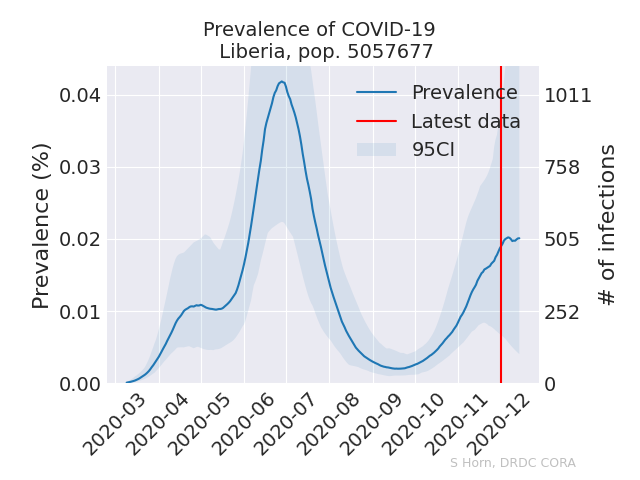 Prevalence of COVID-19
Liberia, pop. 5057677
Prevalence
Latest data
95CI
Prevalence (%)
0.04
0.03
0.02
0.01
0.00
1011
758
505
252
0
# of infections
2020-03
2020-04
2020-05
2020-06
2020-07
2020-08
2020-09
2020-10
2020-11
2020-12
S Horn, DRDC CORA